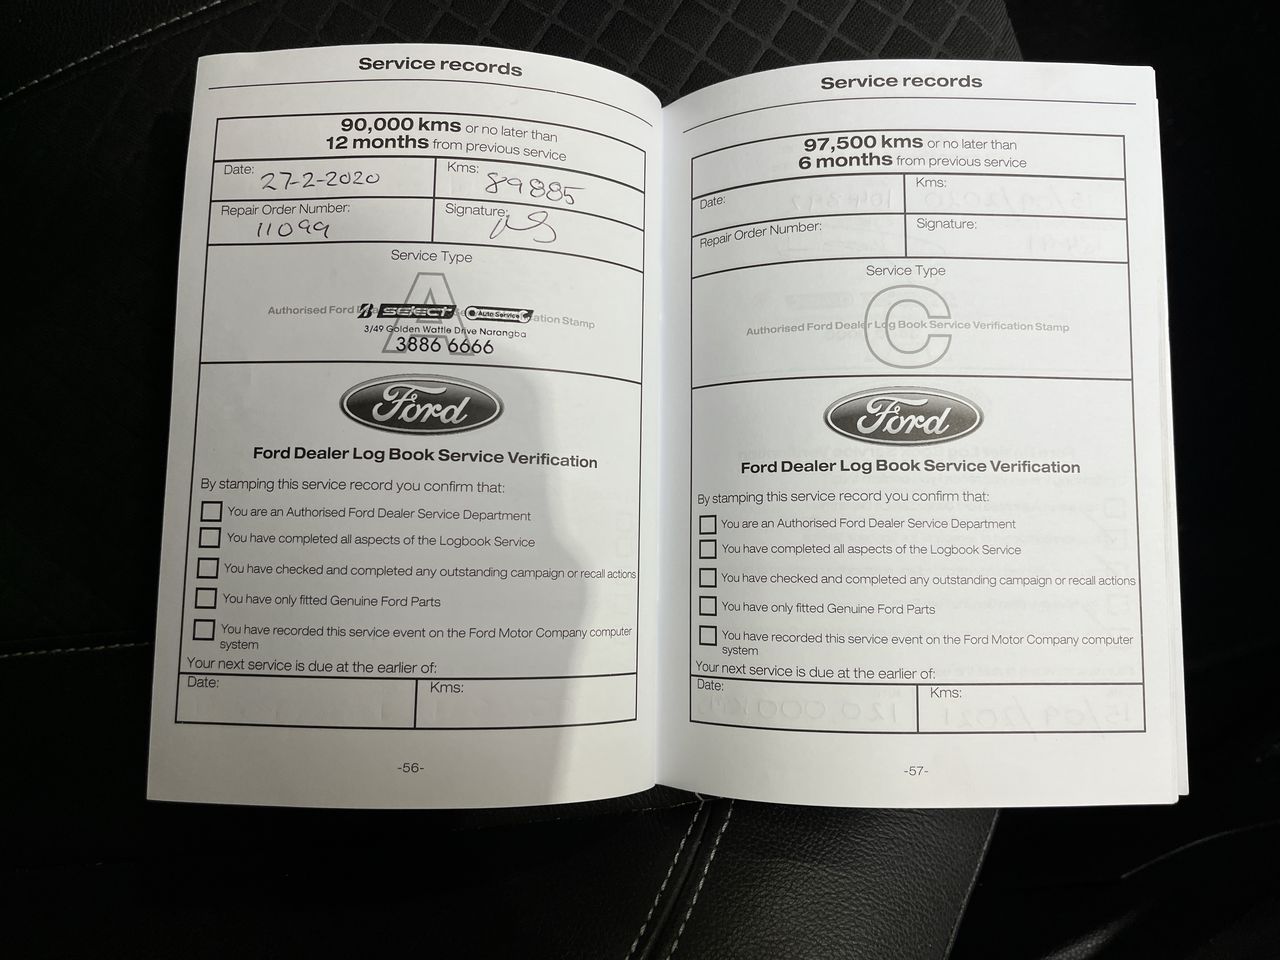 Service records
90,000 kms or no later than
12 months from previous service
Date: 27-2-2020
Kms: 89885
Repair Order Number: 11099
Signature:
Service Type
A
Authorised Ford
ation Stamp
Select Auto Service
3/49 Golden Wattle Drive Narangba
3886 6666
Ford
Ford Dealer Log Book Service Verification
By stamping this service record you confirm that:
You are an Authorised Ford Dealer Service Department
You have completed all aspects of the Logbook Service
You have checked and completed any outstanding campaign or recall actions
You have only fitted Genuine Ford Parts
You have recorded this service event on the Ford Motor Company computer
system
Your next service is due at the earlier of:
Date:
Kms:
-56-
Service records
97,500 kms or no later than
6 months from previous service
Date:
Kms:
Repair Order Number:
Signature:
Service Type
C
Authorised Ford Dealer Log Book Service Verification Stamp
Ford
Ford Dealer Log Book Service Verification
By stamping this service record you confirm that:
You are an Authorised Ford Dealer Service Department
You have completed all aspects of the Logbook Service
You have checked and completed any outstanding campaign or recall actions
You have only fitted Genuine Ford Parts
You have recorded this service event on the Ford Motor Company computer
system
Your next service is due at the earlier of:
Date:
Kms:
-57-